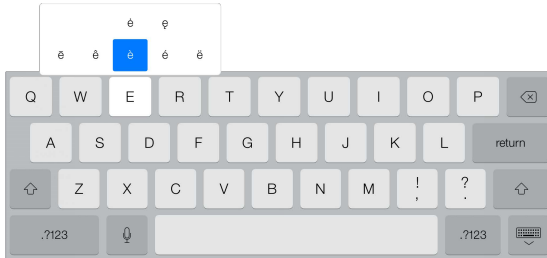 ė ę
ē ê è é ë
Q W E R T Y U I O P
A S D F G H J K L return
Z X C V B N M ! , ? .
.?123 .?123